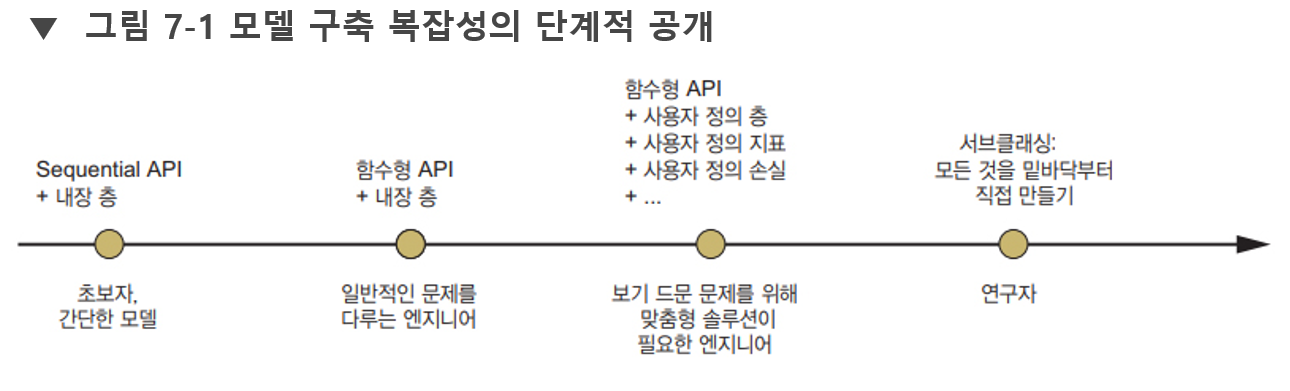 ▼ 그림 7-1 모델 구축 복잡성의 단계적 공개
Sequential API
+ 내장 층
함수형 API
+ 내장 층
함수형 API
+ 사용자 정의 층
+ 사용자 정의 지표
+ 사용자 정의 손실
+ ...
서브클래싱:
모든 것을 밑바닥부터
직접 만들기
초보자,
간단한 모델
일반적인 문제를
다루는 엔지니어
보기 드문 문제를 위해
맞춤형 솔루션이
필요한 엔지니어
연구자